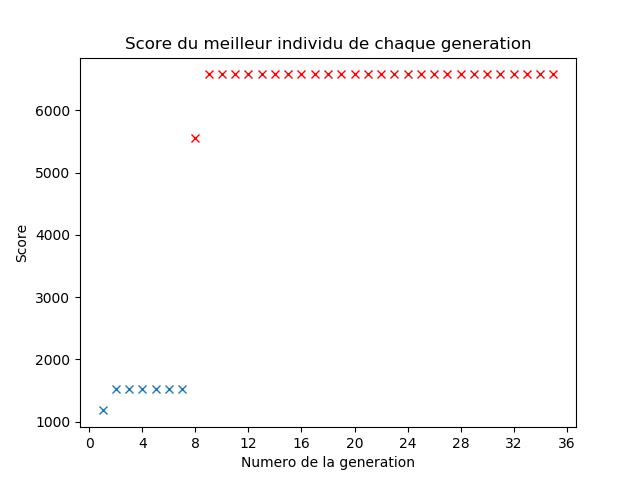 Score du meilleur individu de chaque generation
6000
5000
4000
3000
2000
1000
Score
0 4 8 12 16 20 24 28 32 36
Numero de la generation